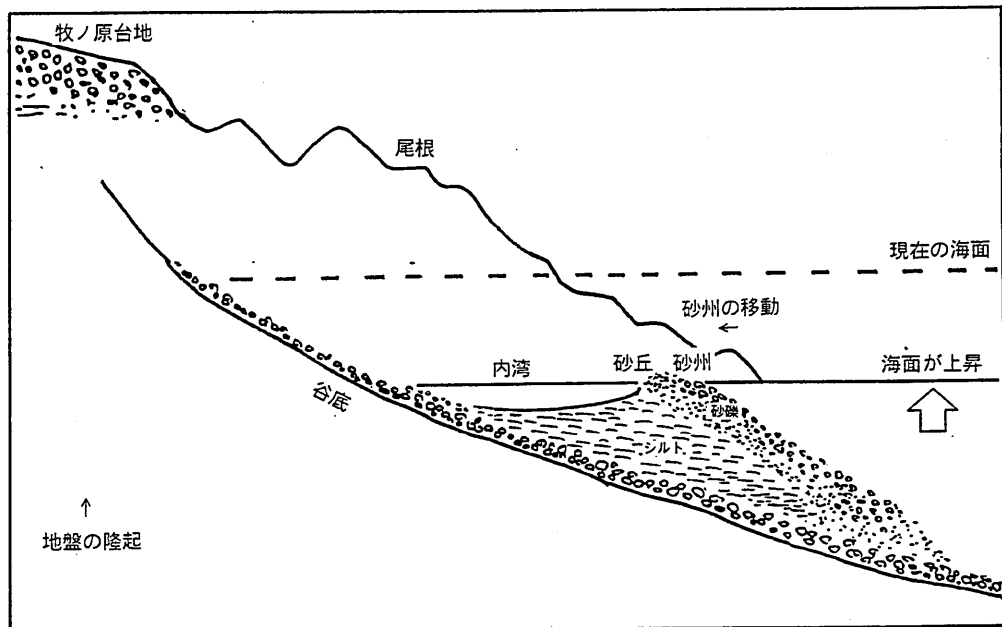 牧ノ原台地
尾根
現在の海面
砂州の移動
←
内湾
砂丘 砂州
海面が上昇
砂礫
谷底
シルト
↑
地盤の隆起